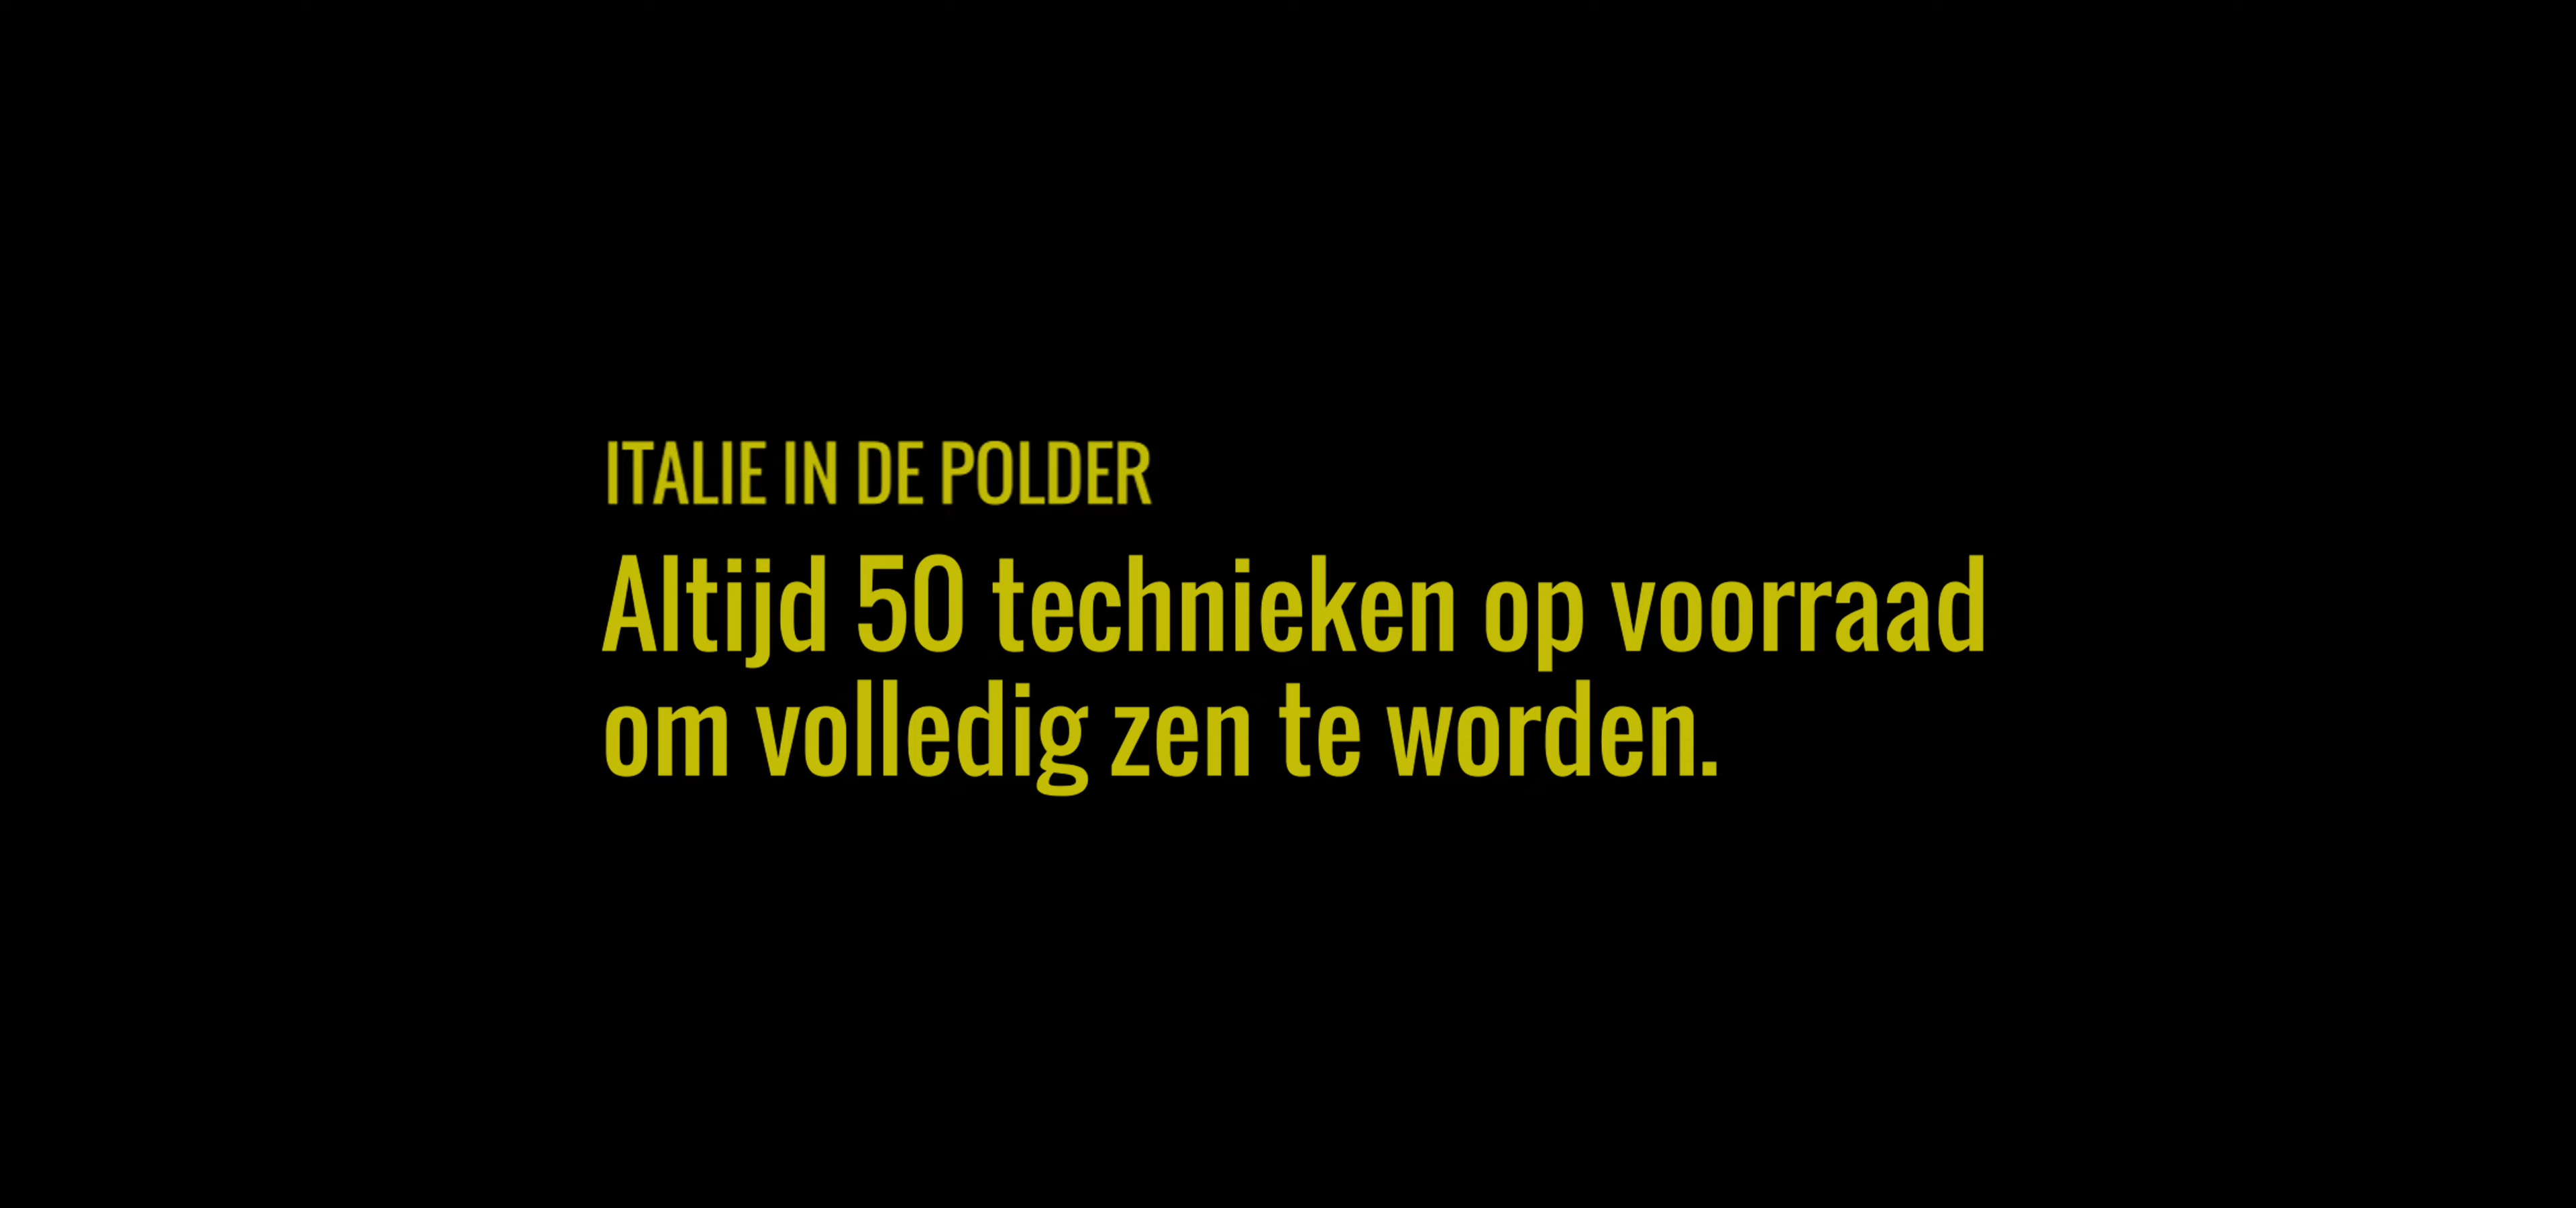 ITALIE IN DE POLDER
Altijd 50 technieken op voorraad
om volledig zen te worden.